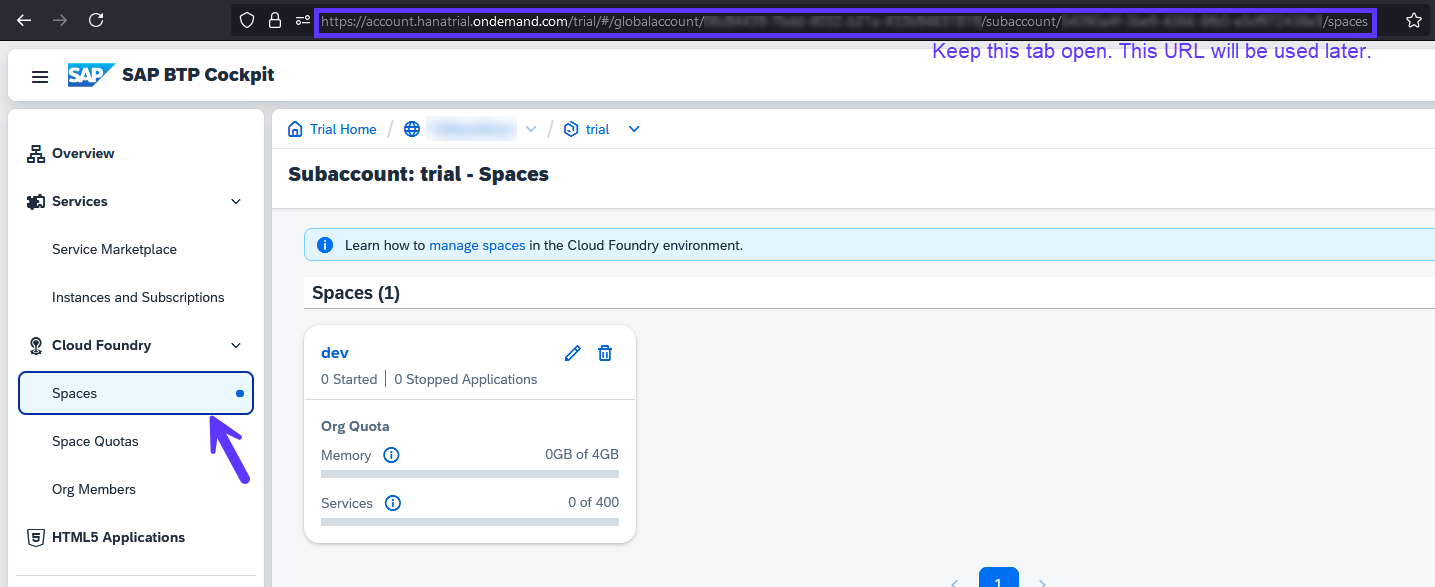 https://account.hanatrial.ondemand.com/trial/#/globalaccount/ /subaccount/ /spaces
Keep this tab open. This URL will be used later.
SAP SAP BTP Cockpit
Trial Home / / trial
Overview
Subaccount: trial - Spaces
Services
Service Marketplace
Learn how to manage spaces in the Cloud Foundry environment.
Instances and Subscriptions
Spaces (1)
Cloud Foundry
dev
0 Started | 0 Stopped Applications
Spaces
Org Quota
Space Quotas
Memory 0GB of 4GB
Org Members
Services 0 of 400
HTML5 Applications
1